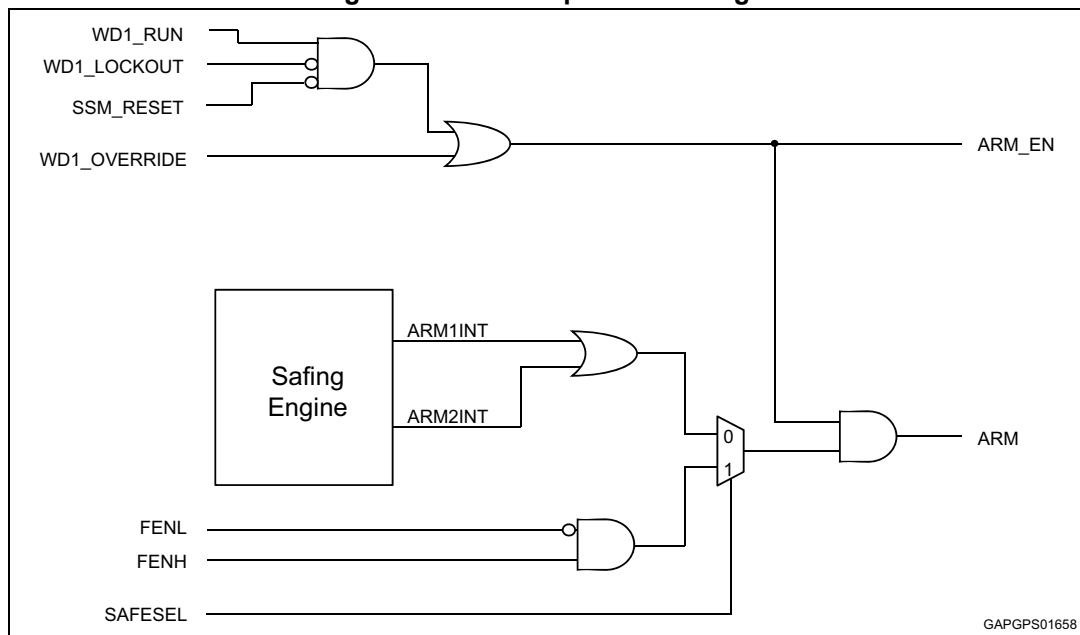 WD1_RUN
WD1_LOCKOUT
SSM_RESET
WD1_OVERRIDE
ARM_EN
ARM1INT
Safing
Engine
ARM2INT
0
1
ARM
FENL
FENH
SAFESEL
GAPGPS01658